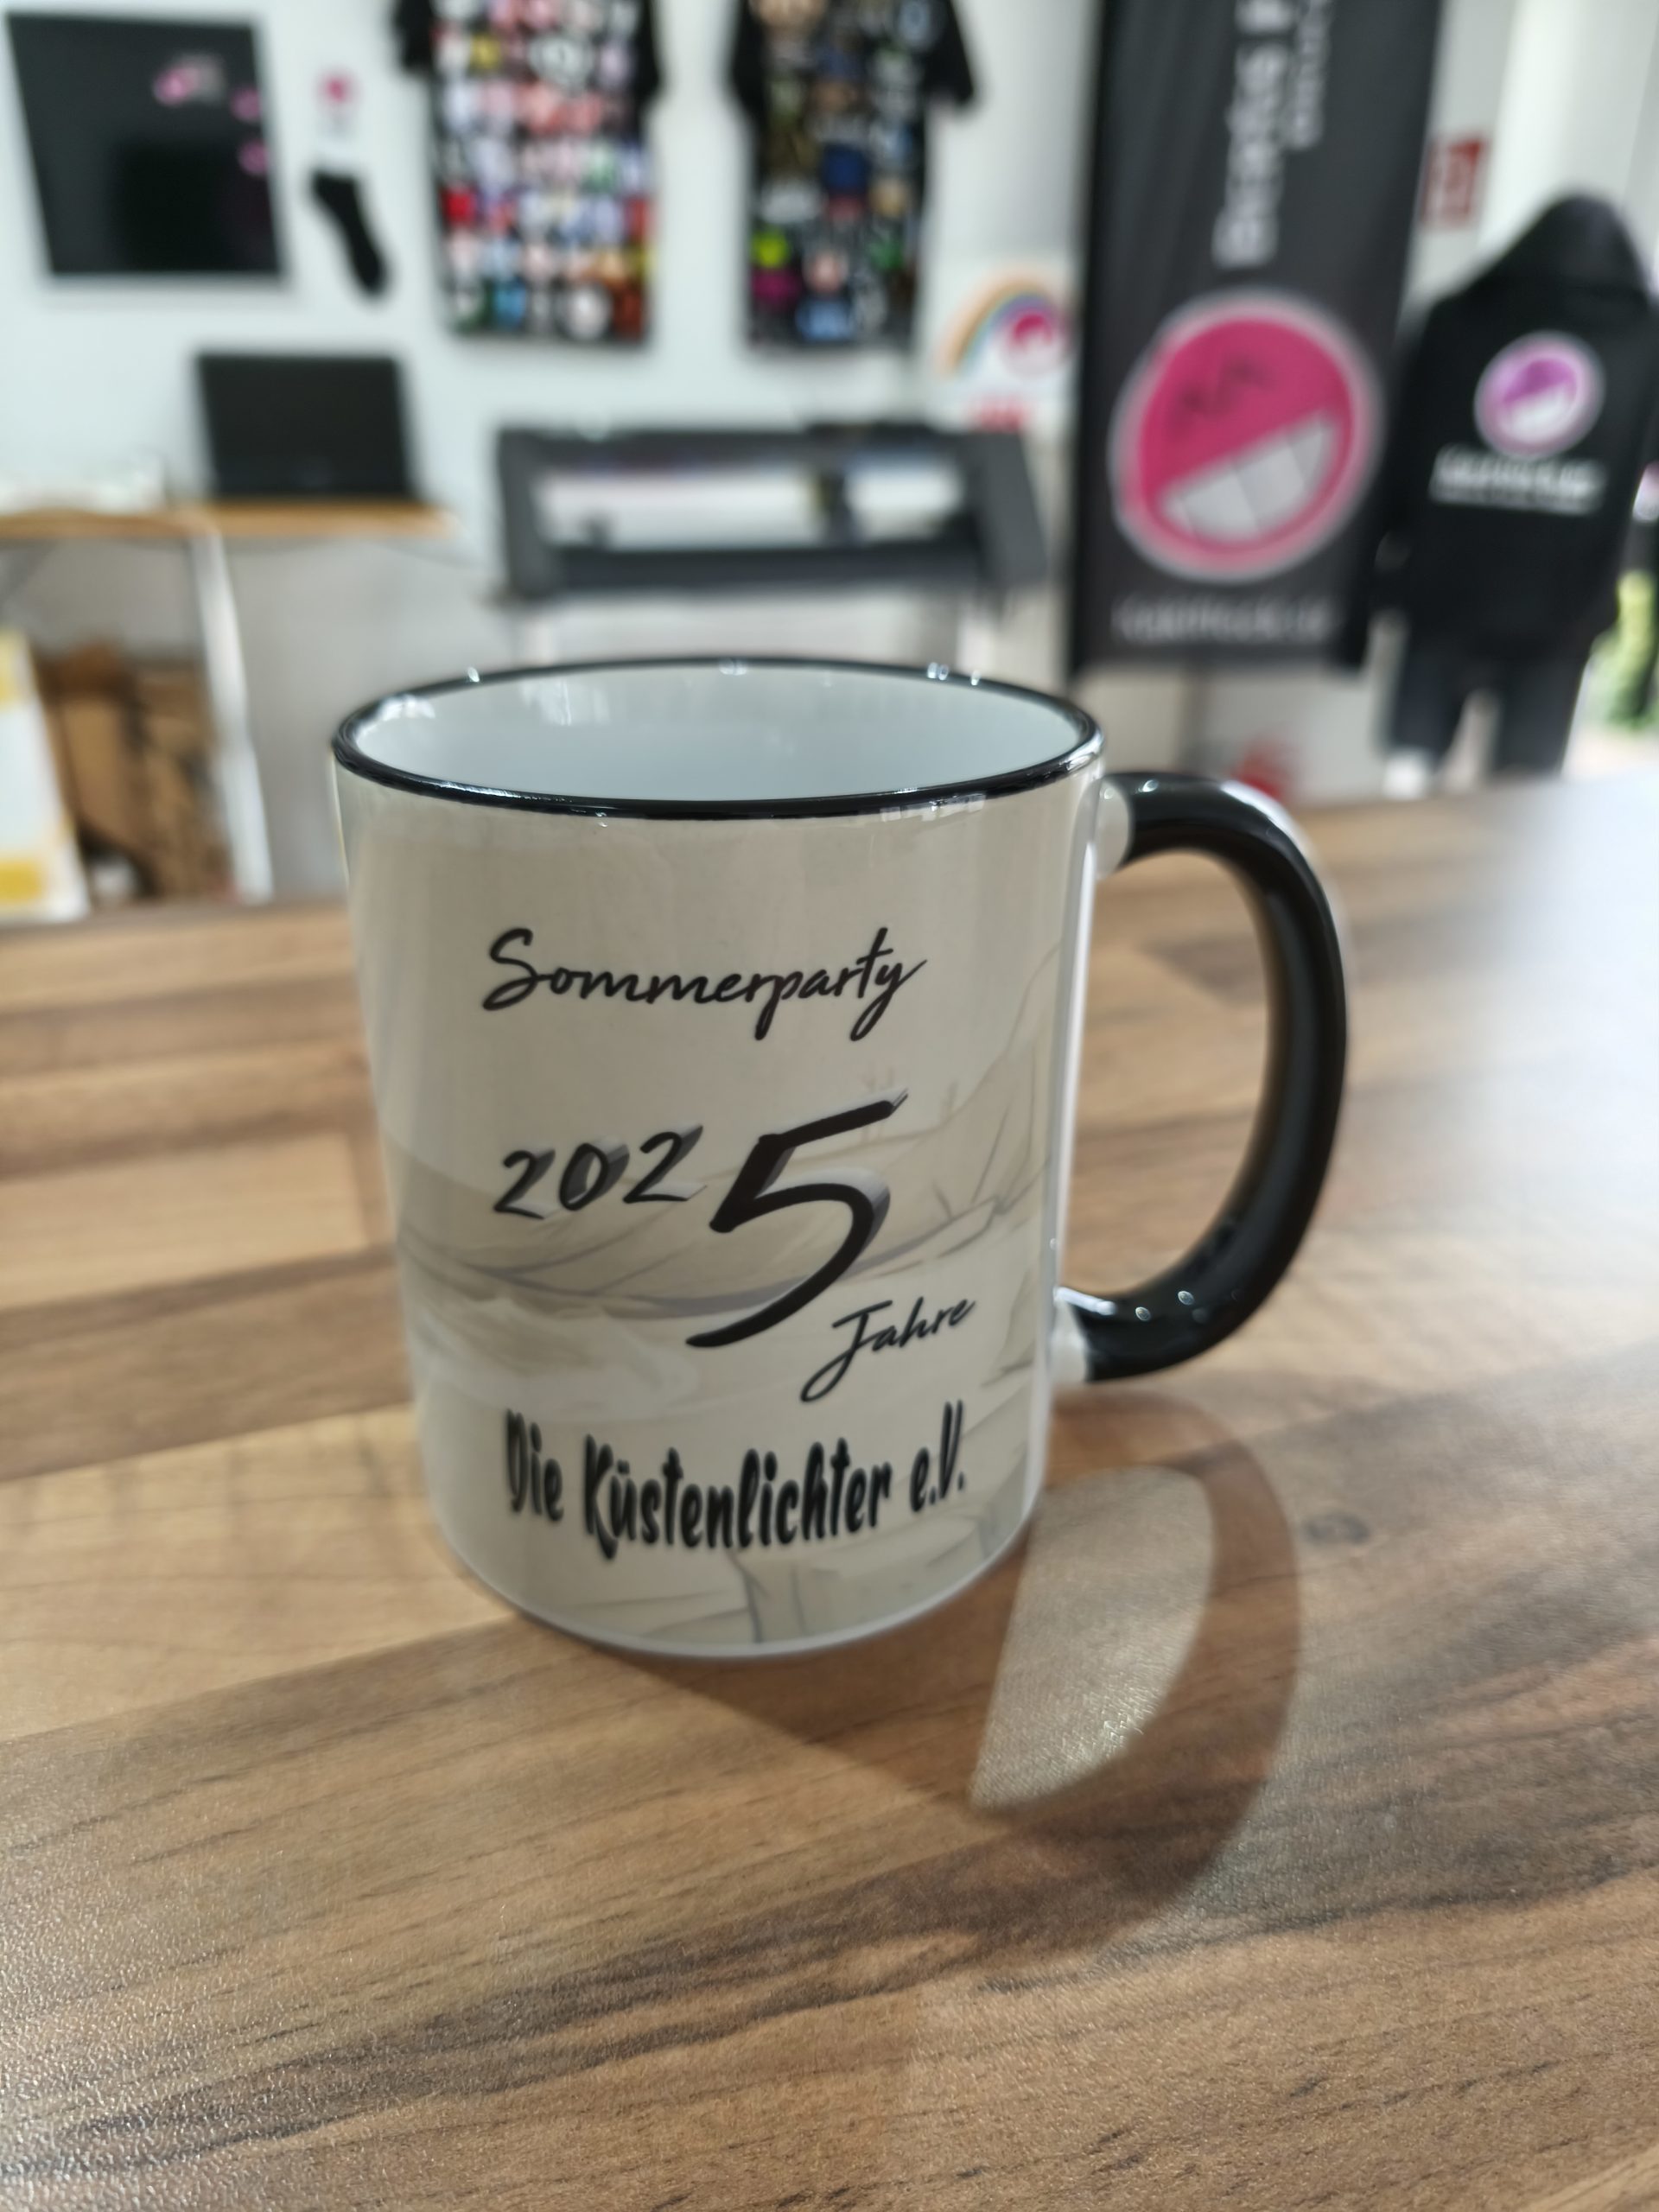 Sommerparty
2025
Jahre
Die Küstenlichter e.V.